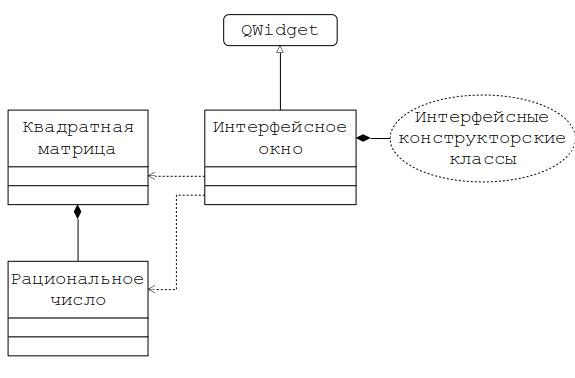 QWidget
Квадратная
матрица
Интерфейсное
окно
Интерфейсные
конструкторские
классы
Рациональное
число